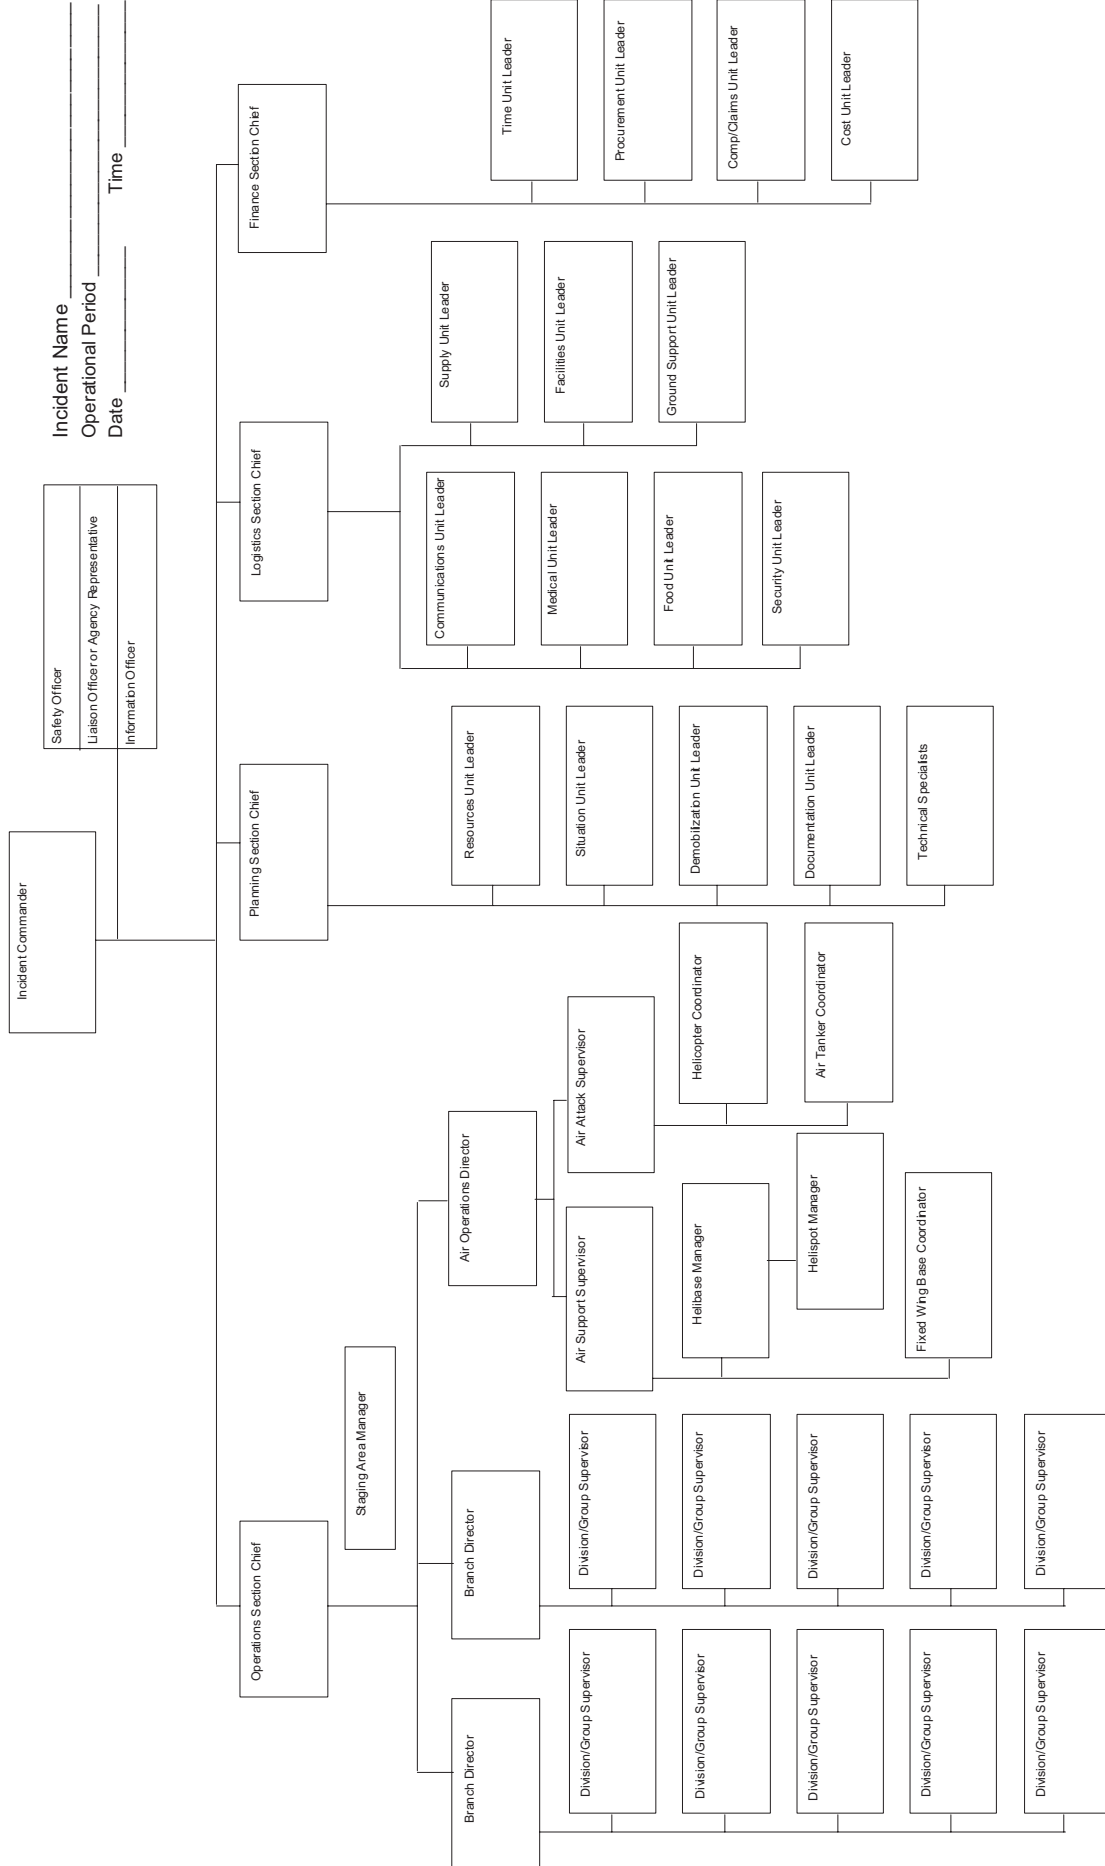 Incident Name
Operational Period
Date Time
Incident Commander
Safety Officer
Liaison Officer or Agency Representative
Information Officer
Operations Section Chief
Planning Section Chief
Logistics Section Chief
Finance Section Chief
Staging Area Manager
Branch Director
Branch Director
Air Operations Director
Division/Group Supervisor
Division/Group Supervisor
Division/Group Supervisor
Division/Group Supervisor
Division/Group Supervisor
Division/Group Supervisor
Division/Group Supervisor
Division/Group Supervisor
Division/Group Supervisor
Division/Group Supervisor
Air Support Supervisor
Air Attack Supervisor
Helibase Manager
Helispot Manager
Fixed Wing Base Coordinator
Helicopter Coordinator
Air Tanker Coordinator
Resources Unit Leader
Situation Unit Leader
Demobilization Unit Leader
Documentation Unit Leader
Technical Specialists
Communications Unit Leader
Medical Unit Leader
Food Unit Leader
Security Unit Leader
Supply Unit Leader
Facilities Unit Leader
Ground Support Unit Leader
Time Unit Leader
Procurement Unit Leader
Comp/Claims Unit Leader
Cost Unit Leader